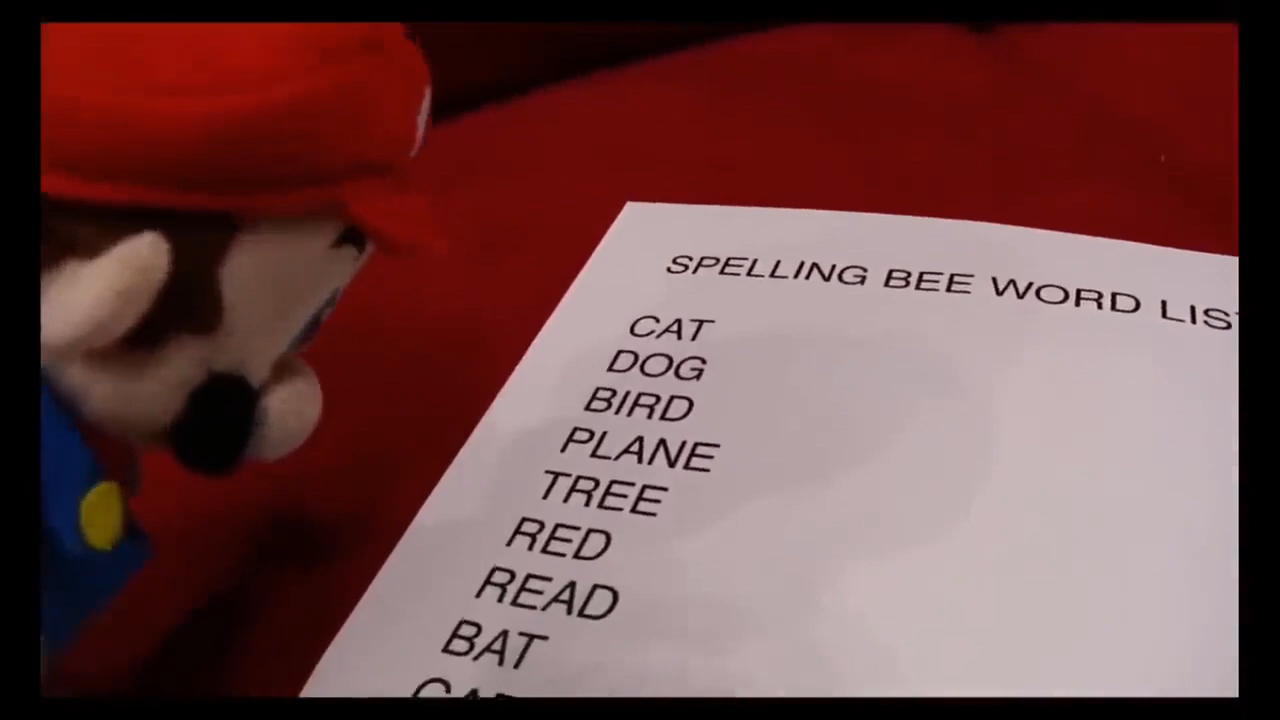 SPELLING BEE WORD LIS
CAT
DOG
BIRD
PLANE
TREE
RED
READ
BAT